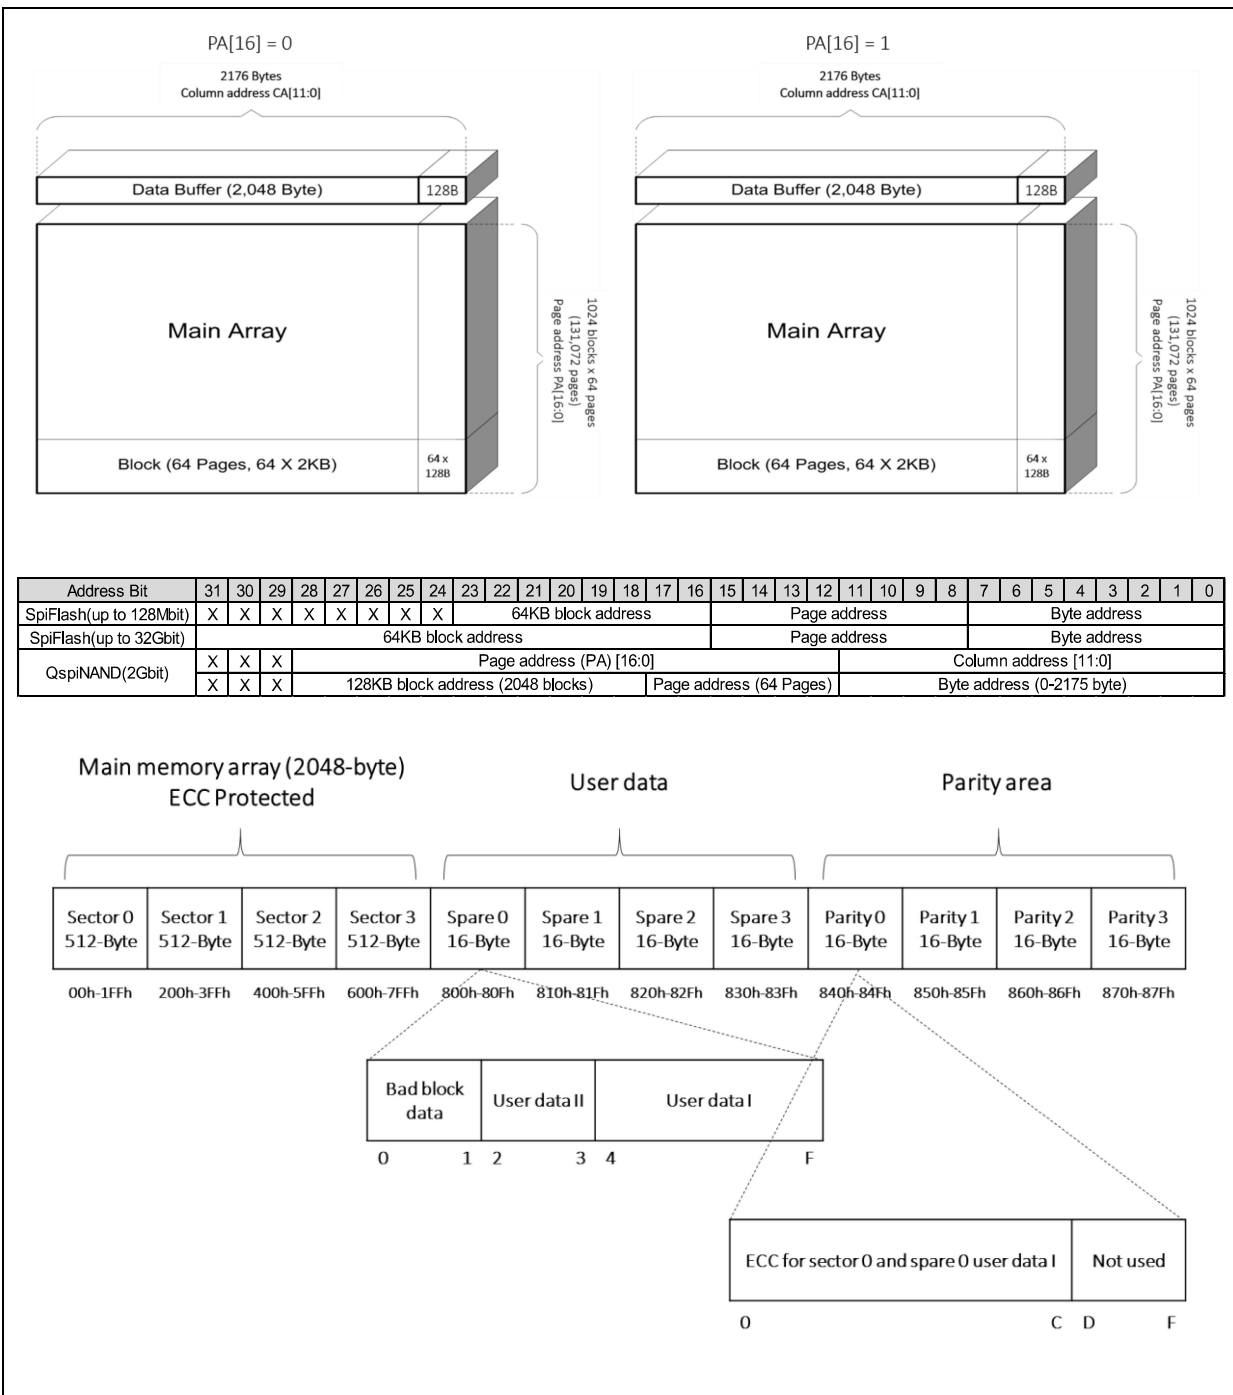 PA[16] = 0
2176 Bytes
Column address CA[11:0]
Data Buffer (2,048 Byte)
128B
Main Array
Block (64 Pages, 64 X 2KB)
64 x
128B
1024 blocks x 64 pages
(131,072 pages)
Page address PA[16:0]
PA[16] = 1
2176 Bytes
Column address CA[11:0]
Data Buffer (2,048 Byte)
128B
Main Array
Block (64 Pages, 64 X 2KB)
64 x
128B
1024 blocks x 64 pages
(131,072 pages)
Page address PA[16:0]
Address Bit 31 30 29 28 27 26 25 24 23 22 21 20 19 18 17 16 15 14 13 12 11 10 9 8 7 6 5 4 3 2 1 0
SpiFlash(up to 128Mbit) X X X X X X X X 64KB block address Page address Byte address
SpiFlash(up to 32Gbit) 64KB block address Page address Byte address
QspiNAND(2Gbit)
X X X Page address (PA) [16:0] Column address [11:0]
X X X 128KB block address (2048 blocks) Page address (64 Pages) Byte address (0-2175 byte)
Main memory array (2048-byte)
ECC Protected
User data
Parity area
Sector 0 Sector 1 Sector 2 Sector 3 Spare 0 Spare 1 Spare 2 Spare 3 Parity 0 Parity 1 Parity 2 Parity 3
512-Byte 512-Byte 512-Byte 512-Byte 16-Byte 16-Byte 16-Byte 16-Byte 16-Byte 16-Byte 16-Byte 16-Byte
00h-1FFh 200h-3FFh 400h-5FFh 600h-7FFh 800h-80Fh 810h-81Fh 820h-82Fh 830h-83Fh 840h-84Fh 850h-85Fh 860h-86Fh 870h-87Fh
Bad block
data
User data II
User data I
0 1 2 3 4 F
ECC for sector 0 and spare 0 user data I
Not used
0 C D F